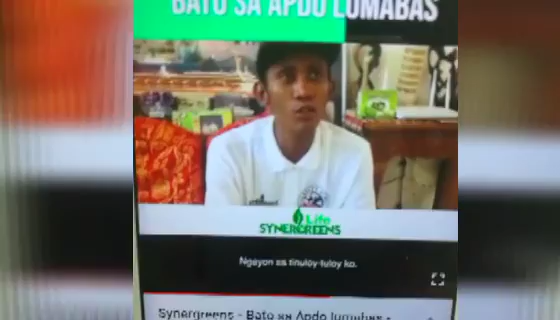 BATO SA APDO LUMABAS
Life
SYNERGREENS
Ngayon sa tinuloy-tuloy ko.
Synergreens - Bato sa Apdo lumabas -